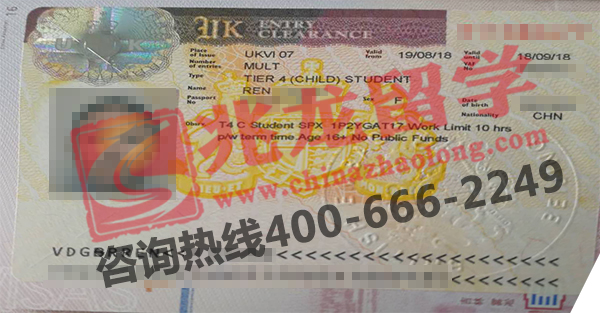 16
UK ENTRY
CLEARANCE
Place of Issue UKVI 07 Valid from 19/08/18 Valid until 18/09/18
Number of entries MULT
Type TIER 4 (CHILD) STUDENT
Name REN
Passport No Sex F Date of birth
Nationality CHN
Obsrv. T4 C Student SPX 1P2YGAT17 Work Limit 10 hrs
p/w term time. Age 16+ No Public Funds
兆龙留学
www.chinazhaolong.com
咨询热线400-666-2249